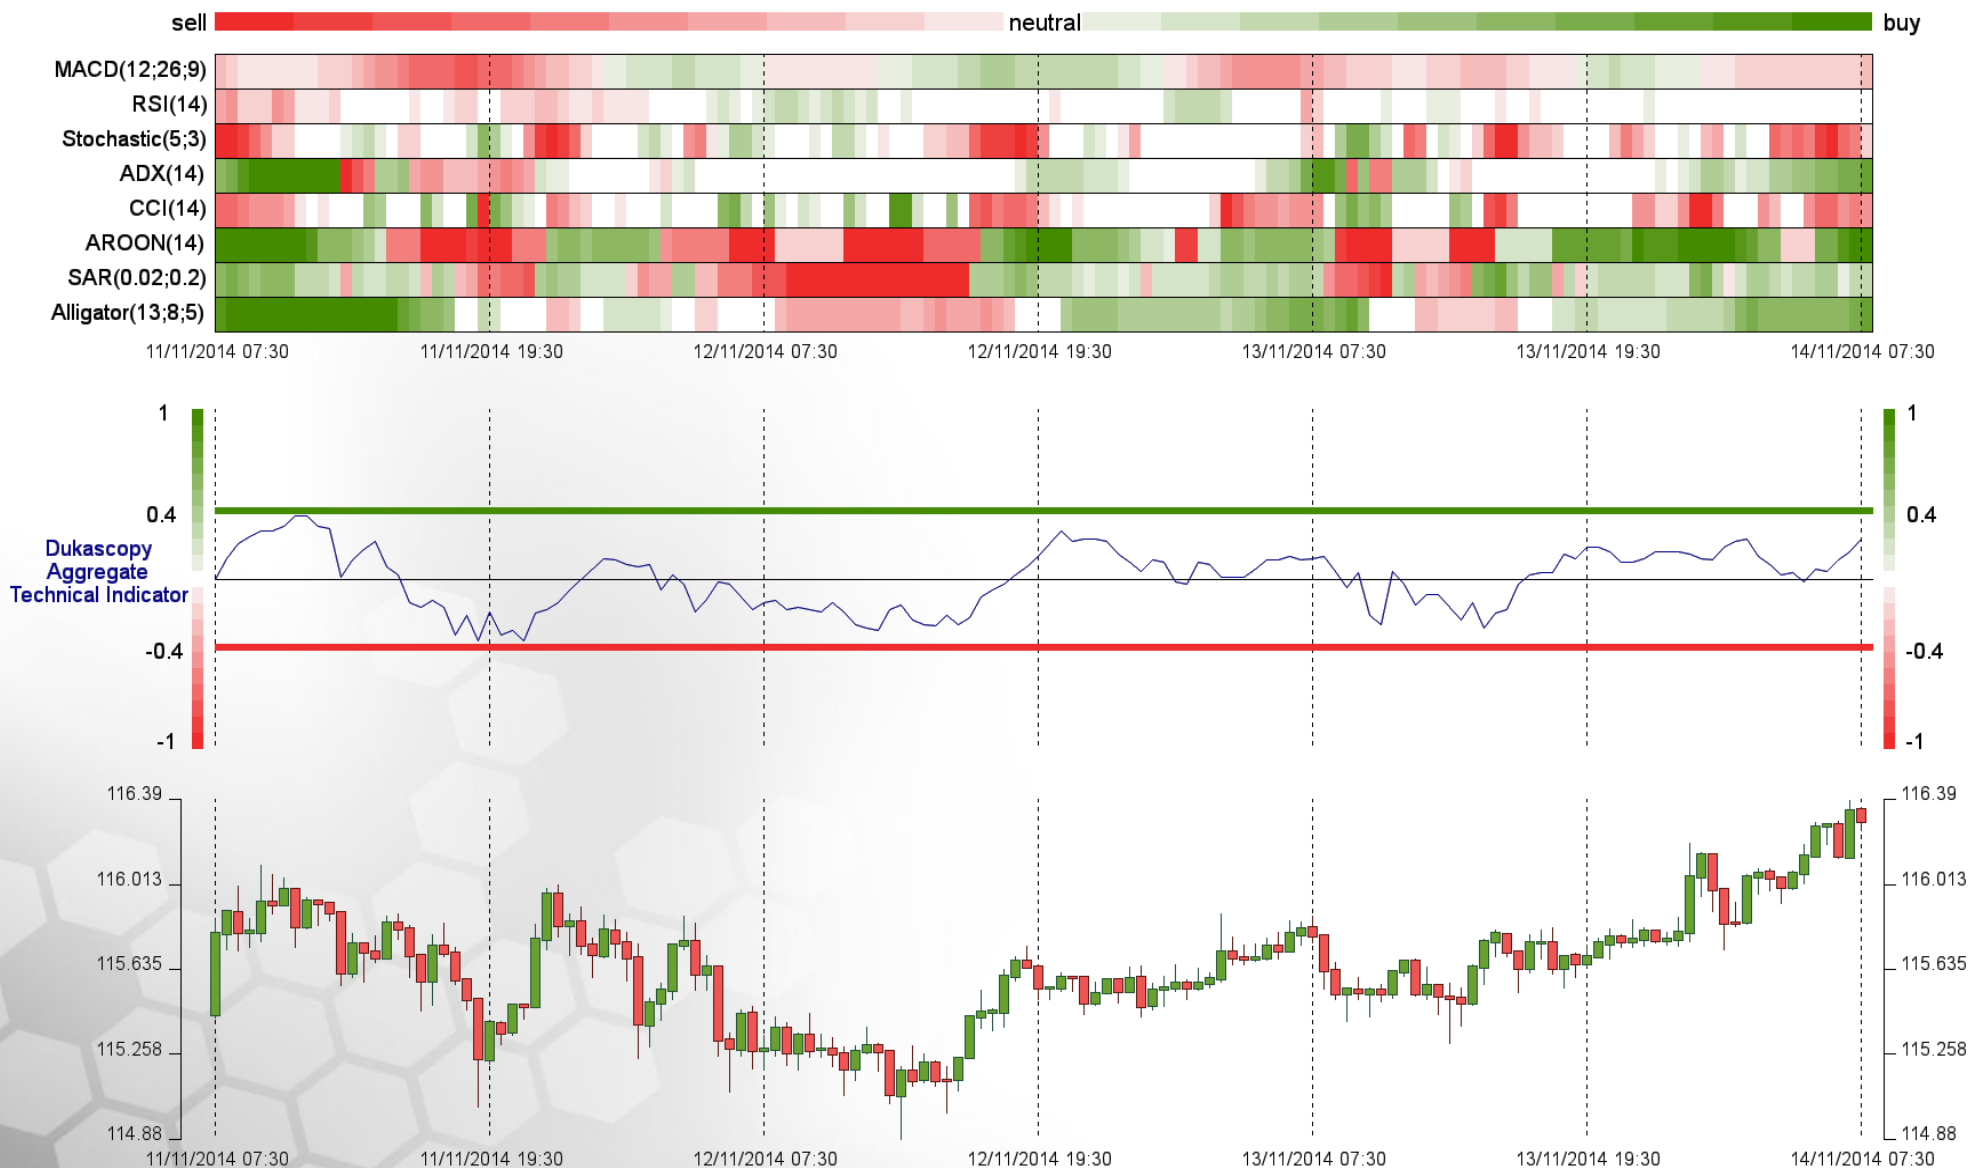 sell neutral buy
MACD(12;26;9)
RSI(14)
Stochastic(5;3)
ADX(14)
CCI(14)
AROON(14)
SAR(0.02;0.2)
Alligator(13;8;5)
11/11/2014 07:30 11/11/2014 19:30 12/11/2014 07:30 12/11/2014 19:30 13/11/2014 07:30 13/11/2014 19:30 14/11/2014 07:30
1 1
0.4 0.4
Dukascopy
Aggregate
Technical Indicator
-0.4 -0.4
-1 -1
116.39 116.39
116.013 116.013
115.635 115.635
115.258 115.258
114.88 114.88
11/11/2014 07:30 11/11/2014 19:30 12/11/2014 07:30 12/11/2014 19:30 13/11/2014 07:30 13/11/2014 19:30 14/11/2014 07:30